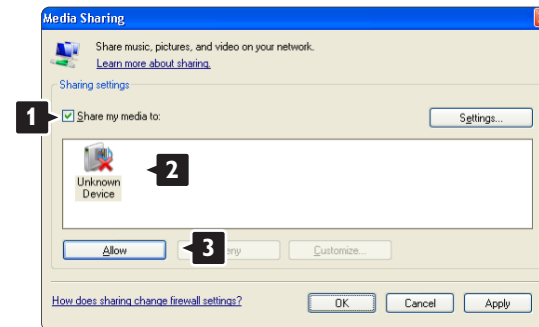 Media Sharing
Share music, pictures, and video on your network.
Learn more about sharing.
Sharing settings
1
Share my media to:
Settings...
2
Unknown
Device
Allow
3
Customize...
How does sharing change firewall settings?
OK
Cancel
Apply